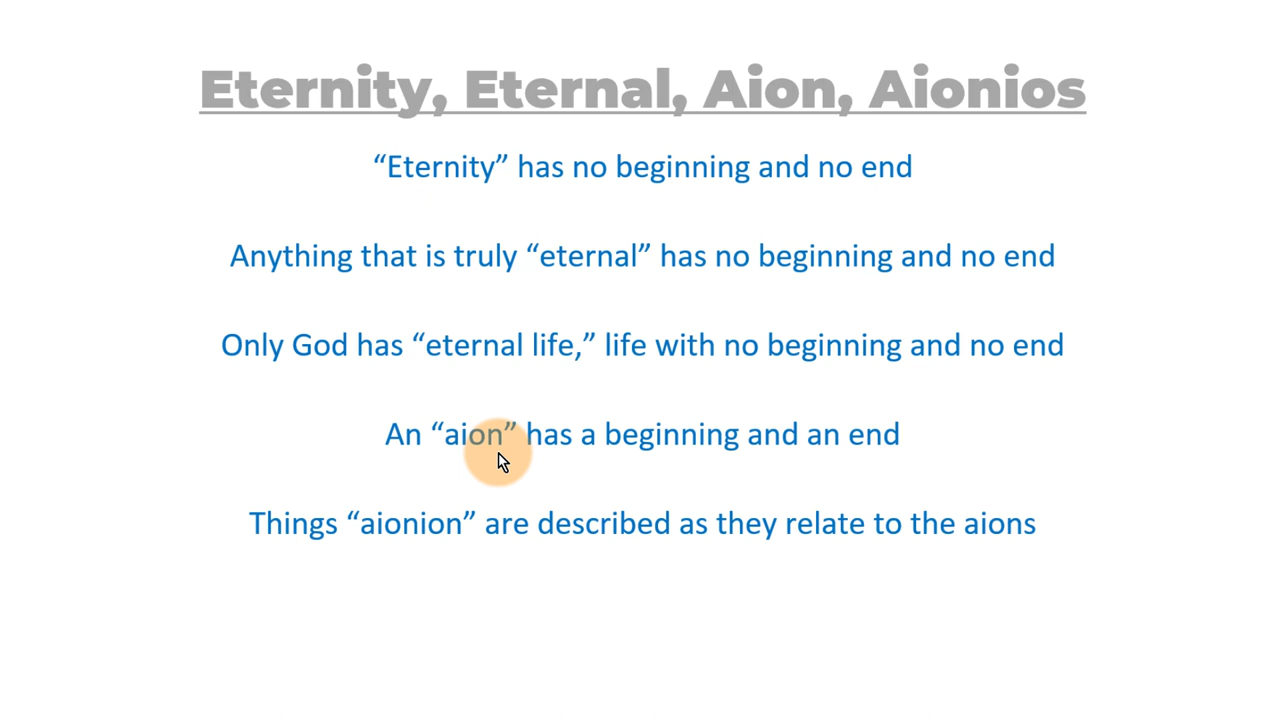 Eternity, Eternal, Aion, Aionios
“Eternity” has no beginning and no end
Anything that is truly “eternal” has no beginning and no end
Only God has “eternal life,” life with no beginning and no end
An “aion” has a beginning and an end
Things “aionion” are described as they relate to the aions